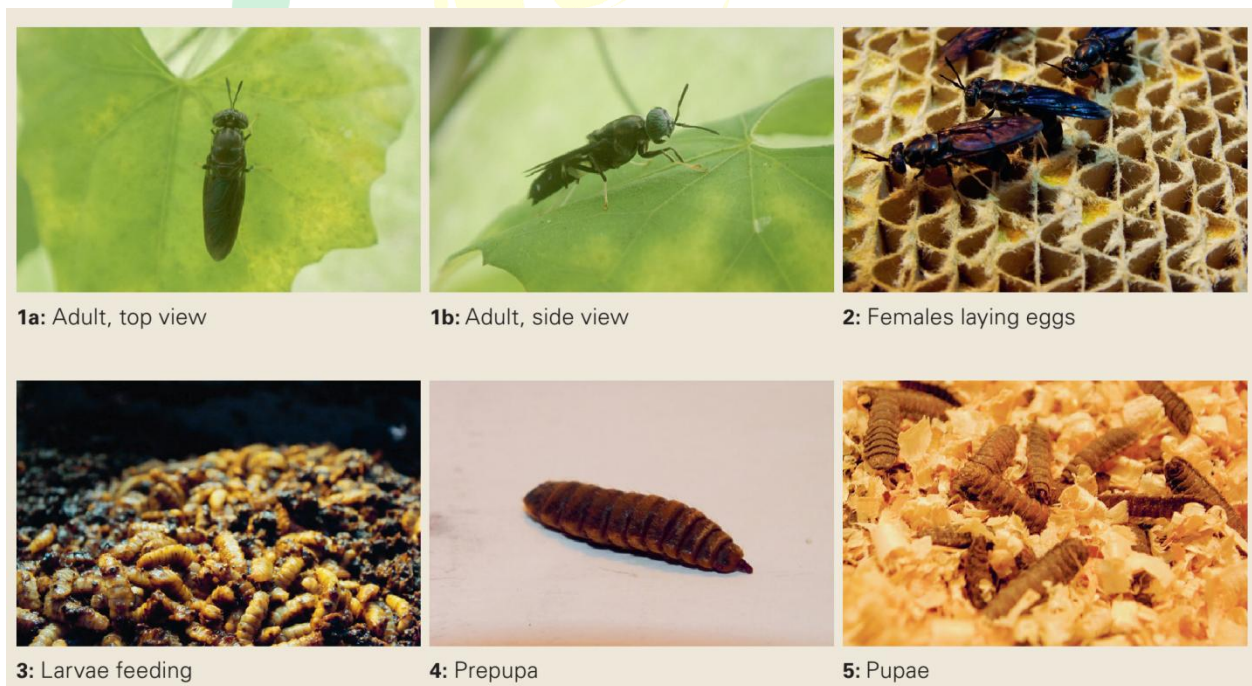 1a: Adult, top view
1b: Adult, side view
2: Females laying eggs
3: Larvae feeding
4: Prepupa
5: Pupae